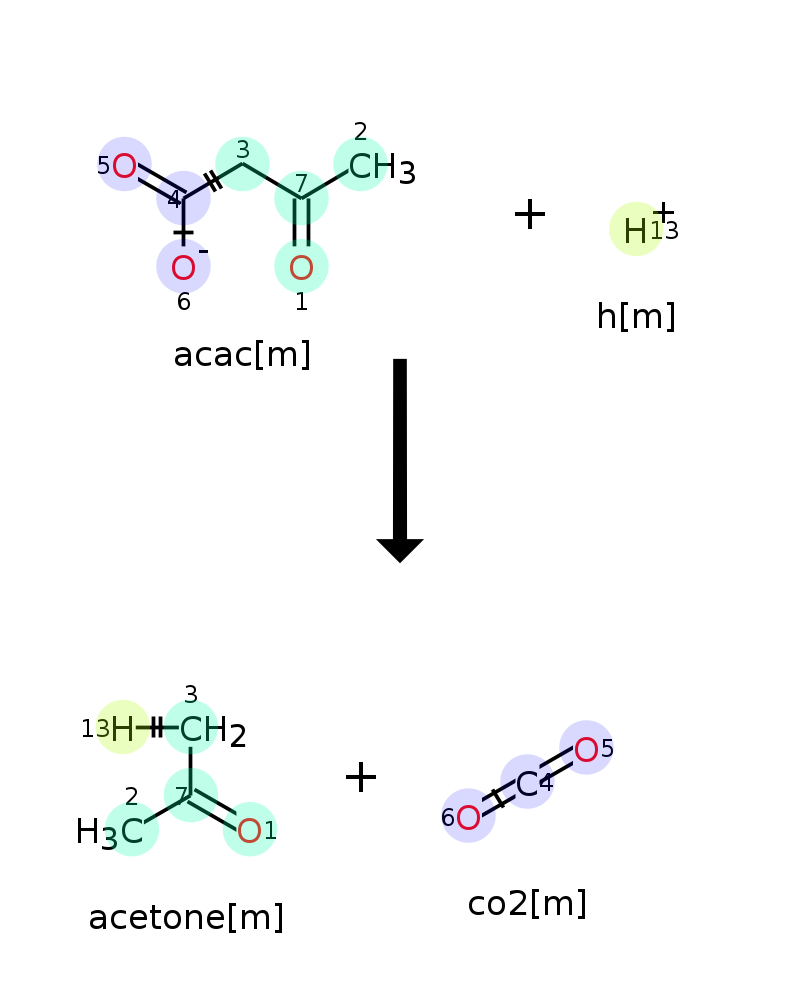 2
3
5O
CH3
7
4
+
+
H13
O-
O
6
1
h[m]
acac[m]
3
13H
CH2
O5
+
C4
2
7
6O
H3C
O1
co2[m]
acetone[m]